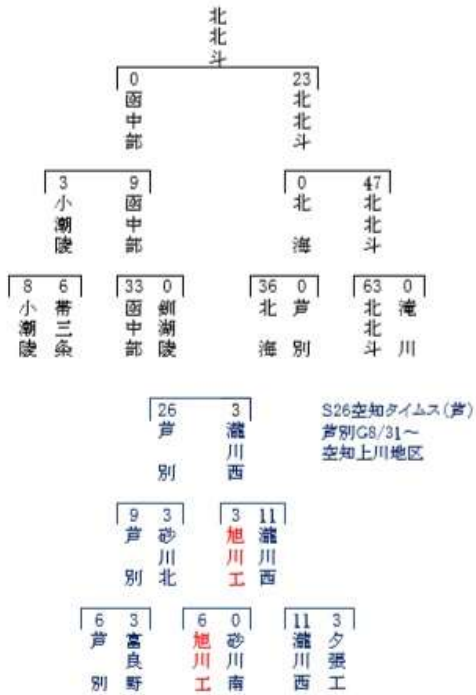 北北斗
0 23
函中部 北北斗
3 9 0 47
小潮陵 函中部 北海 北北斗
8 6 33 0 36 0 63 0
小潮陵 帯三条 函中部 釧湖陵 北海 芦別 北北斗 滝川
26 3
芦別 瀧川西
S26空知タイムス(芦)
芦別G8/31〜
空知上川地区
9 3 3 11
芦別 砂川北 旭川工 瀧川西
6 3 6 0 11 3
芦別 富良野 旭川工 砂川南 瀧川西 夕張工